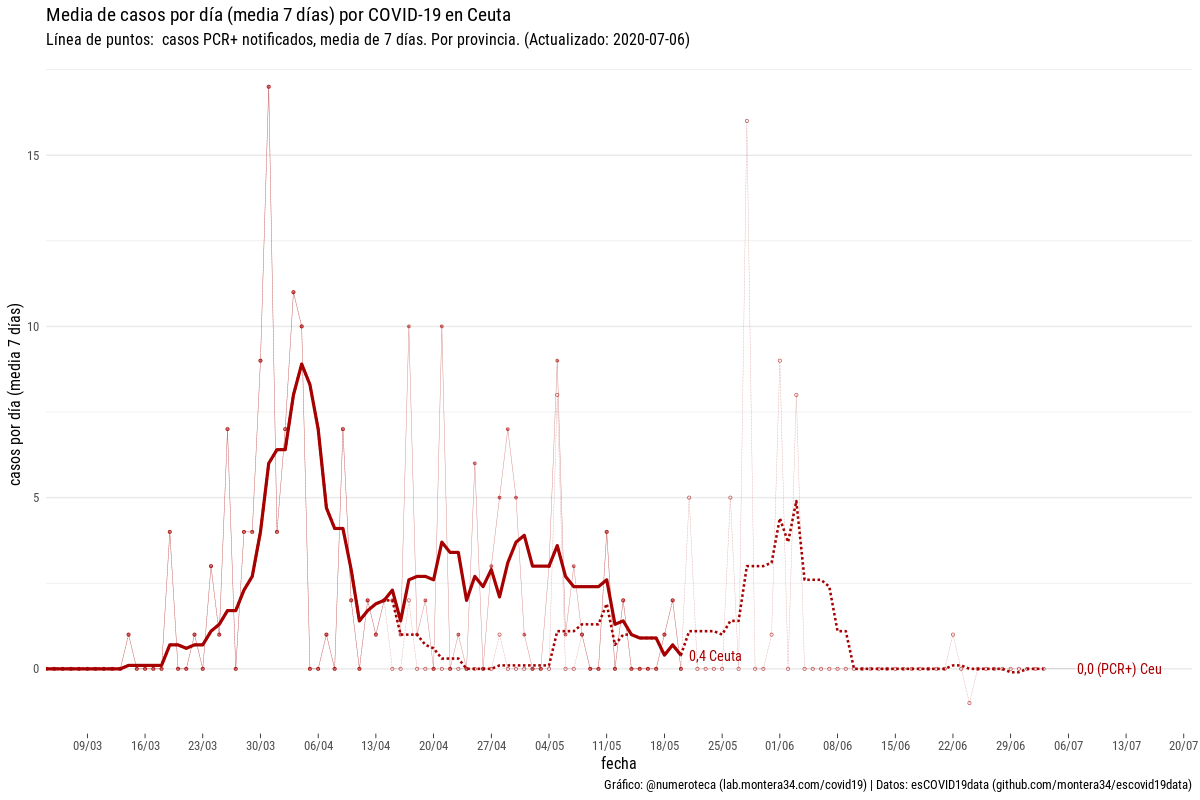 Media de casos por día (media 7 días) por COVID-19 en Ceuta
Línea de puntos:  casos PCR+ notificados, media de 7 días. Por provincia. (Actualizado: 2020-07-06)
casos por día (media 7 días)
15
10
5
0
0,4 Ceuta
0,0 (PCR+) Ceu
09/03 16/03 23/03 30/03 06/04 13/04 20/04 27/04 04/05 11/05 18/05 25/05 01/06 08/06 15/06 22/06 29/06 06/07 13/07 20/07
fecha
Gráfico: @numeroteca (lab.montera34.com/covid19) | Datos: esCOVID19data (github.com/montera34/escovid19data)